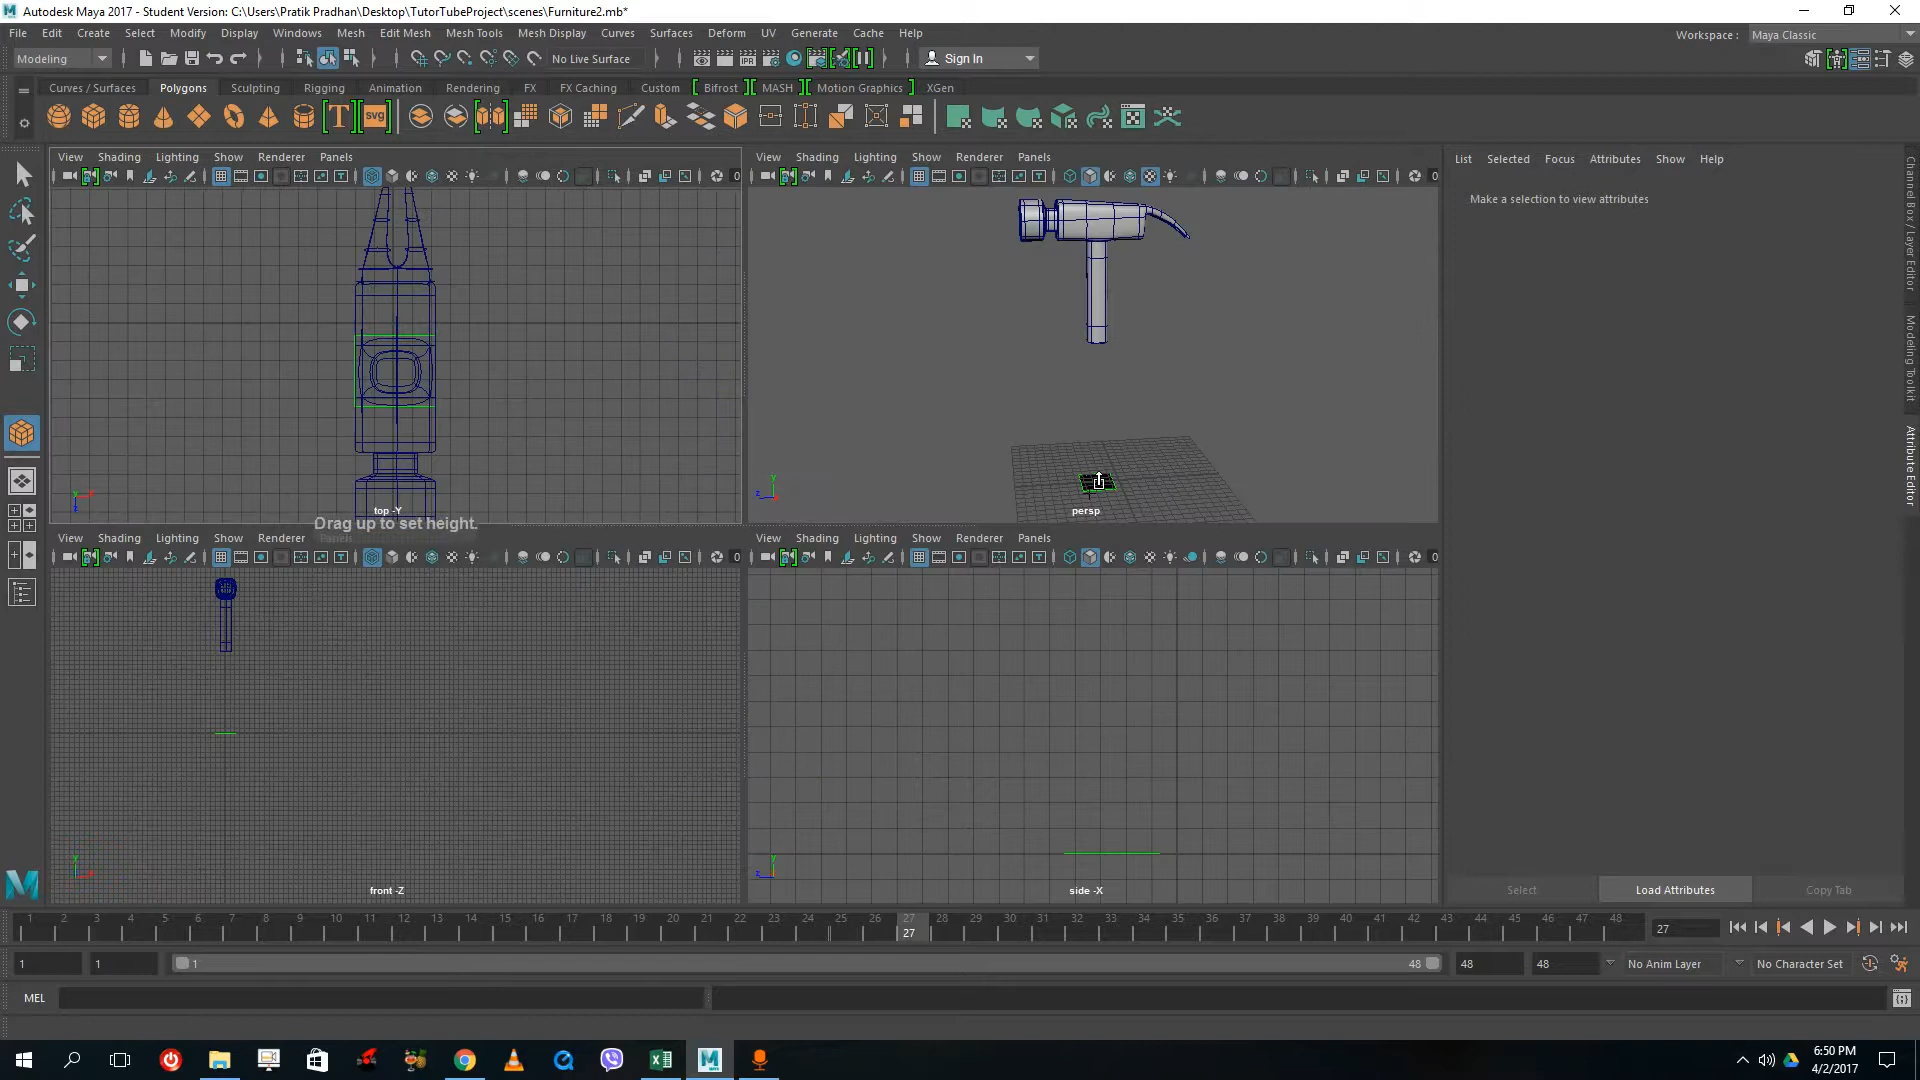 Autodesk Maya 2017 - Student Version: C:\Users\Pratik Pradhan\Desktop\TutorTubeProject\scenes\Furniture2.mb*
File Edit Create Select Modify Display Windows Mesh Edit Mesh Mesh Tools Mesh Display Curves Surfaces Deform UV Generate Cache Help
Workspace : Maya Classic
Modeling No Live Surface Sign In
Curves / Surfaces Polygons Sculpting Rigging Animation Rendering FX FX Caching Custom Bifrost MASH Motion Graphics XGen
T svg
View Shading Lighting Show Renderer Panels
View Shading Lighting Show Renderer Panels
List Selected Focus Attributes Show Help
Make a selection to view attributes
Channel Box / Layer Editor
Modeling Toolkit
Attribute Editor
top -Y
persp
Drag up to set height.
View Shading Lighting Show Renderer Panels
View Shading Lighting Show Renderer Panels
front -Z
side -X
Select Load Attributes Copy Tab
1 2 3 4 5 6 7 8 9 10 11 12 13 14 15 16 17 18 19 20 21 22 23 24 25 26 27 28 29 30 31 32 33 34 35 36 37 38 39 40 41 42 43 44 45 46 47 48
27
27
1 1 1 48 48 48 No Anim Layer No Character Set
MEL
6:50 PM
4/2/2017